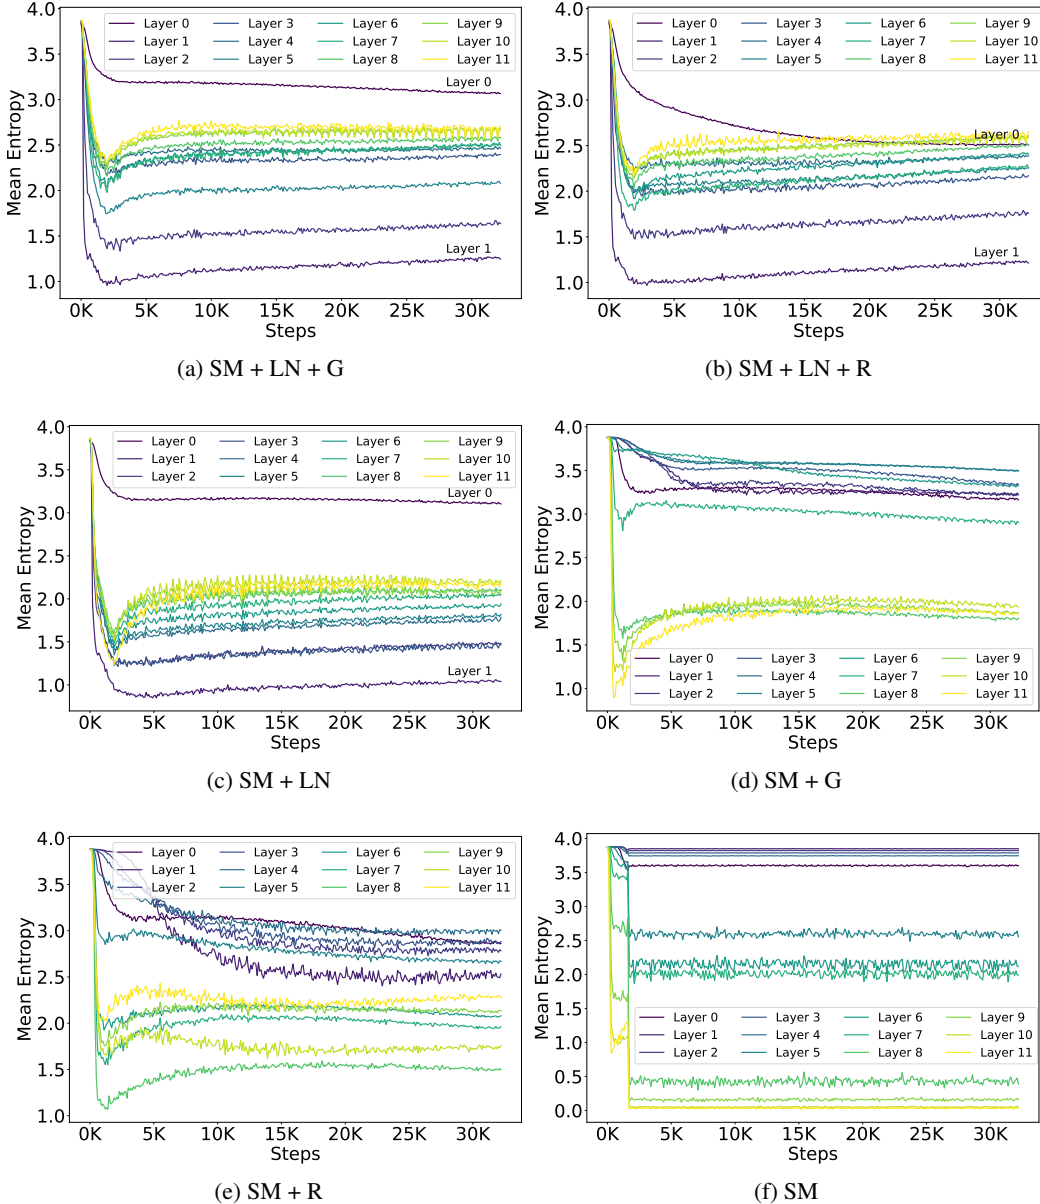 Mean Entropy
4.0
3.5
3.0
2.5
2.0
1.5
1.0
Layer 0 Layer 3 Layer 6 Layer 9
Layer 1 Layer 4 Layer 7 Layer 10
Layer 2 Layer 5 Layer 8 Layer 11
Layer 0
Layer 1
0K 5K 10K 15K 20K 25K 30K
Steps
(a) SM + LN + G
Mean Entropy
4.0
3.5
3.0
2.5
2.0
1.5
1.0
Layer 0 Layer 3 Layer 6 Layer 9
Layer 1 Layer 4 Layer 7 Layer 10
Layer 2 Layer 5 Layer 8 Layer 11
Layer 0
Layer 1
0K 5K 10K 15K 20K 25K 30K
Steps
(b) SM + LN + R
Mean Entropy
4.0
3.5
3.0
2.5
2.0
1.5
1.0
Layer 0 Layer 3 Layer 6 Layer 9
Layer 1 Layer 4 Layer 7 Layer 10
Layer 2 Layer 5 Layer 8 Layer 11
Layer 0
Layer 1
0K 5K 10K 15K 20K 25K 30K
Steps
(c) SM + LN
Mean Entropy
4.0
3.5
3.0
2.5
2.0
1.5
1.0
Layer 0 Layer 3 Layer 6 Layer 9
Layer 1 Layer 4 Layer 7 Layer 10
Layer 2 Layer 5 Layer 8 Layer 11
0K 5K 10K 15K 20K 25K 30K
Steps
(d) SM + G
Mean Entropy
4.0
3.5
3.0
2.5
2.0
1.5
1.0
Layer 0 Layer 3 Layer 6 Layer 9
Layer 1 Layer 4 Layer 7 Layer 10
Layer 2 Layer 5 Layer 8 Layer 11
0K 5K 10K 15K 20K 25K 30K
Steps
(e) SM + R
Mean Entropy
4.0
3.5
3.0
2.5
2.0
1.5
1.0
0.5
0.0
Layer 0 Layer 3 Layer 6 Layer 9
Layer 1 Layer 4 Layer 7 Layer 10
Layer 2 Layer 5 Layer 8 Layer 11
0K 5K 10K 15K 20K 25K 30K
Steps
(f) SM